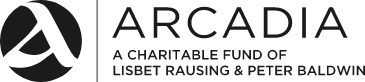 ARCADIA
A CHARITABLE FUND OF
LISBET RAUSING & PETER BALDWIN